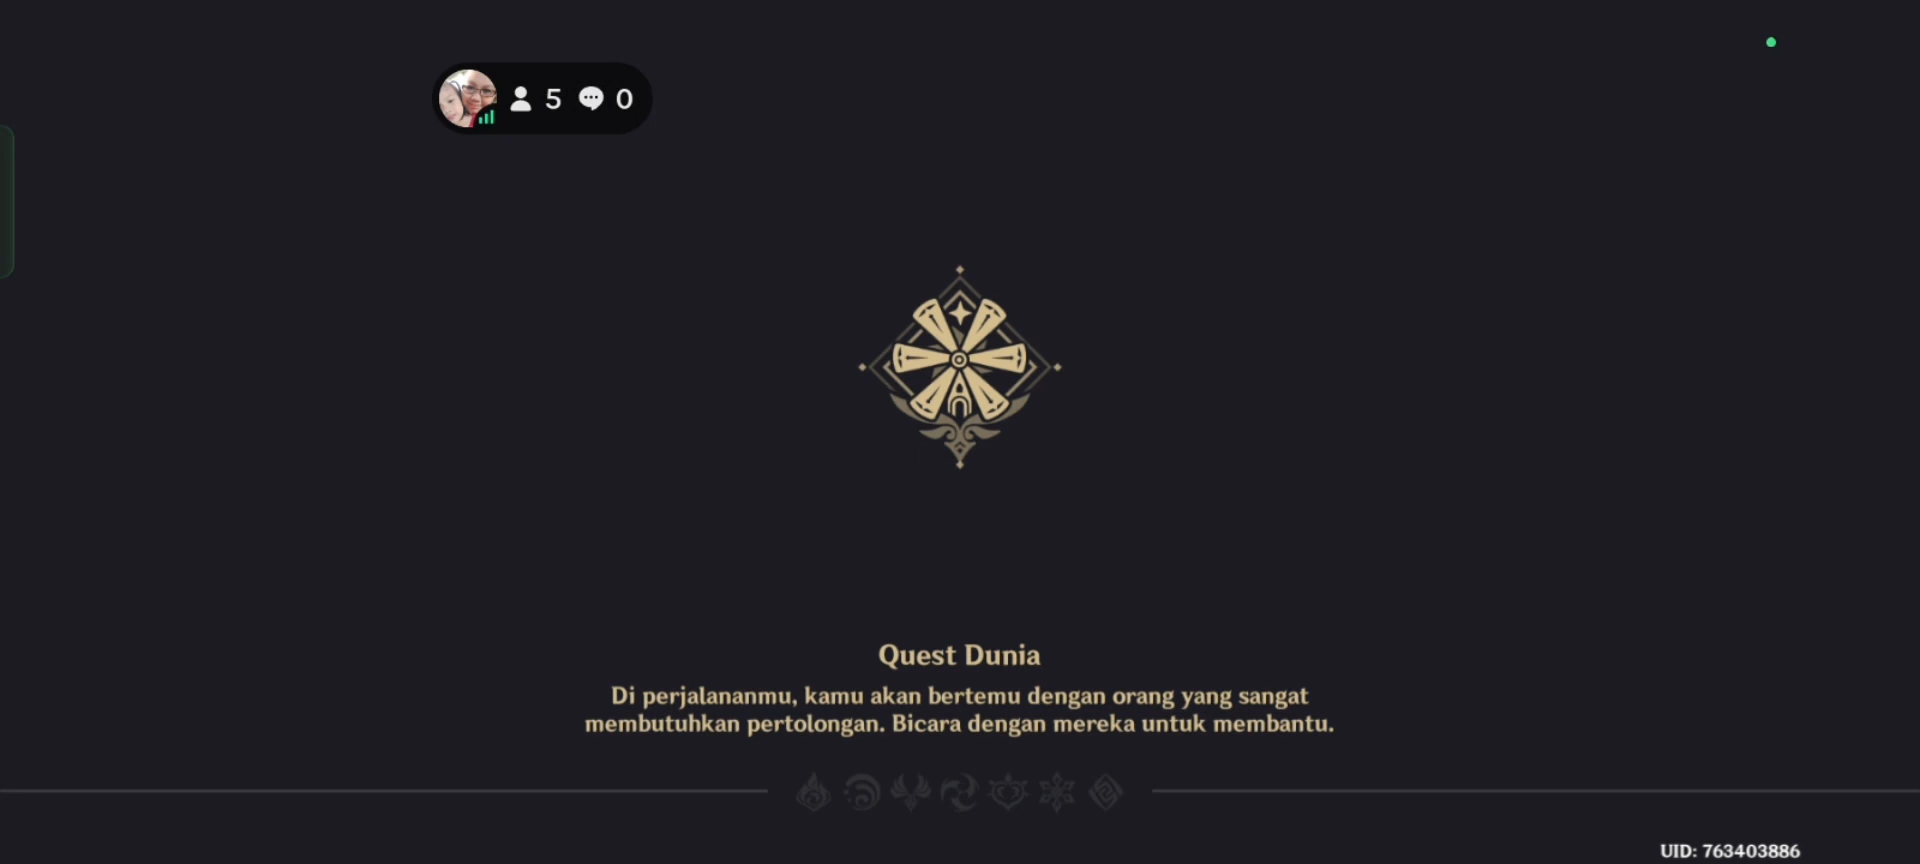 5 0
Quest Dunia
Di perjalananmu, kamu akan bertemu dengan orang yang sangat
membutuhkan pertolongan. Bicara dengan mereka untuk membantu.
UID: 763403886